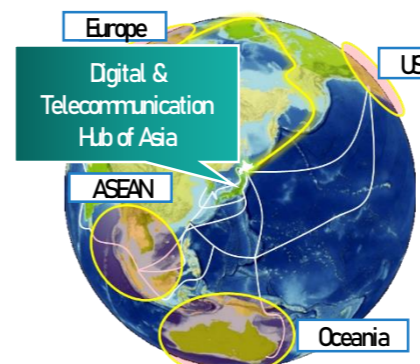 Europe
US
Digital &
Telecommunication
Hub of Asia
ASEAN
Oceania